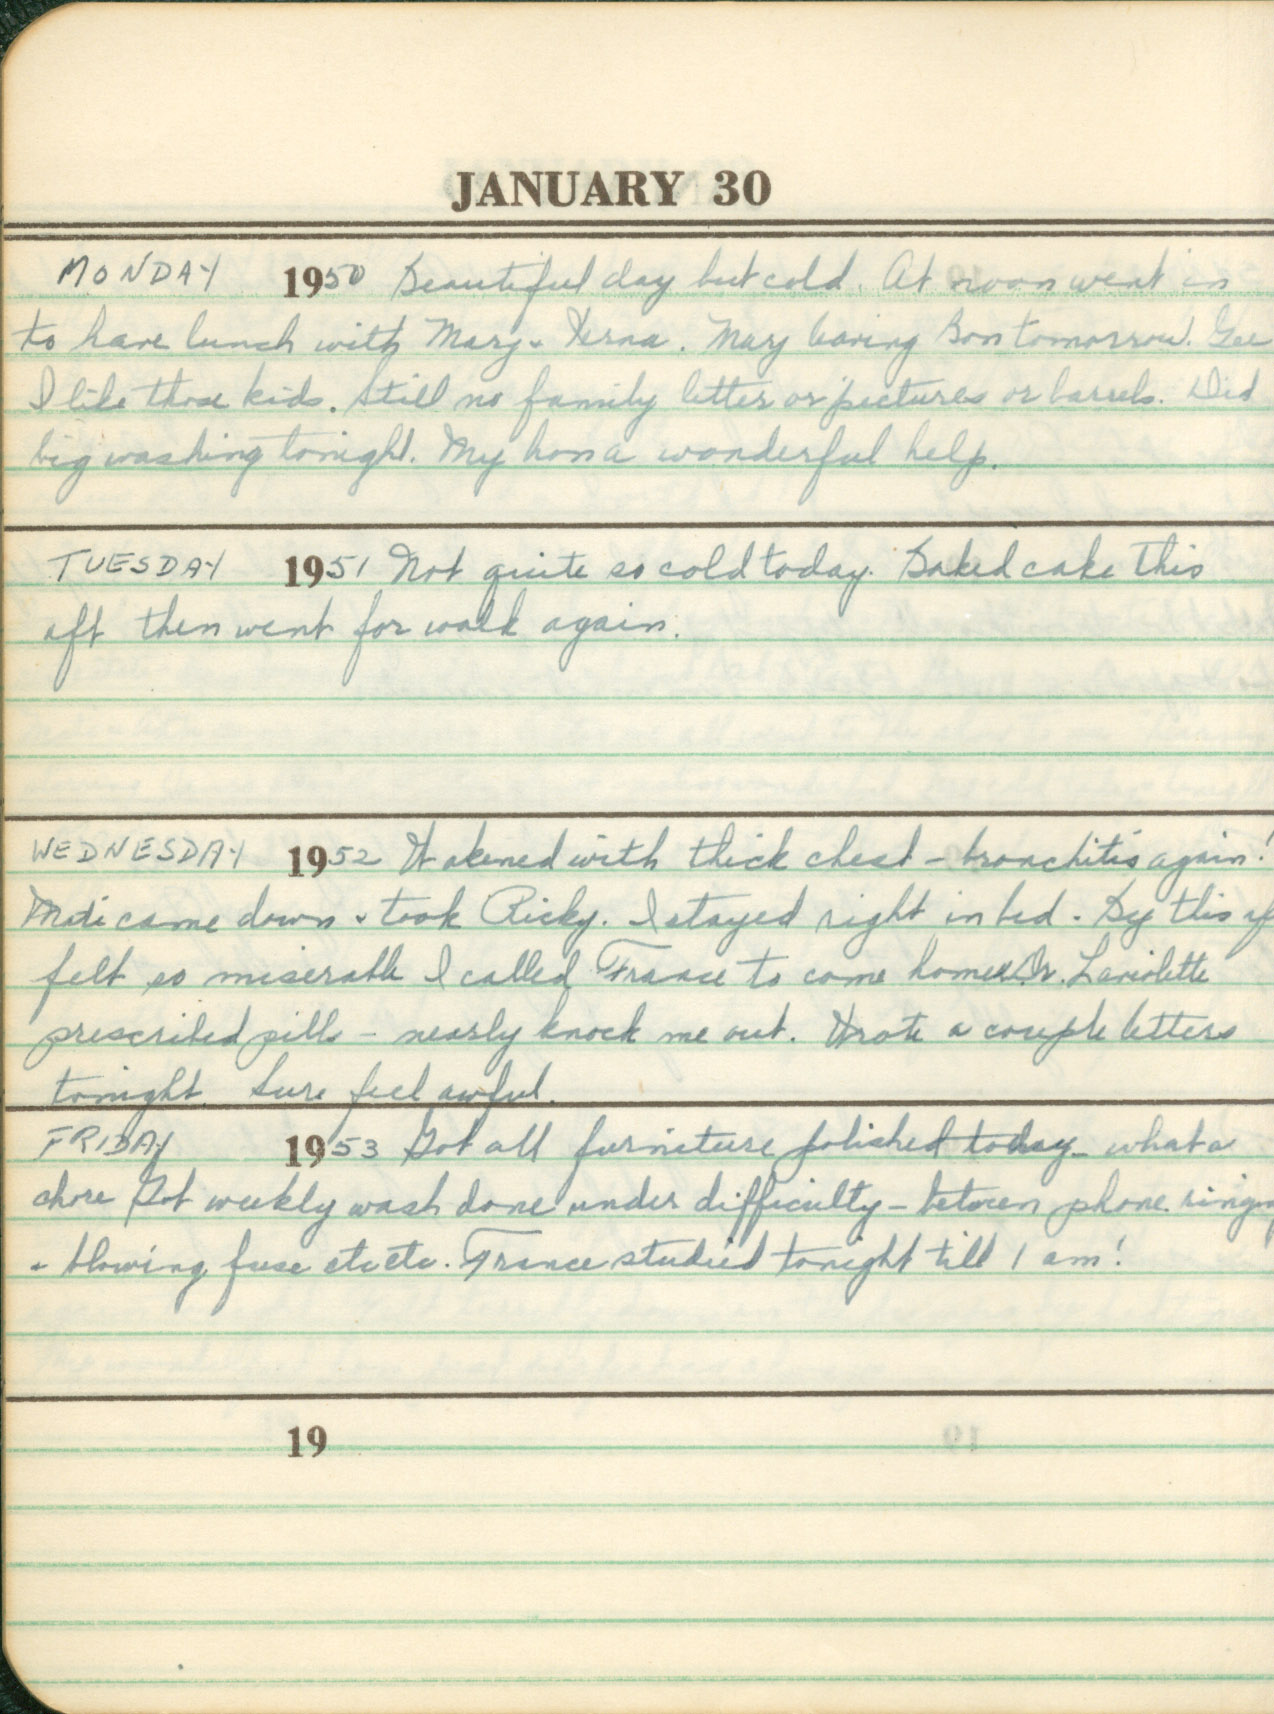 JANUARY 30
MONDAY 1950 Beautiful day but cold. At noon went in
to have lunch with Mary & Verna. Mary having Son tomorrow. Gee
I like those kids. Still no family letter or pictures or barrels. Did
big washing tonight. My hon a wonderful help.
TUESDAY 1951 Not quite so cold today. Baked cake this
aft then went for walk again.
WEDNESDAY 1952 Wakened with thick chest - bronchitis again!
came down & took Ricky. I stayed right in bed. By this af
felt so miserable I called France to come home. Dr. Laviolette
prescribed pills - nearly knock me out. Wrote a couple letters
tonight. Sure feel awful.
FRIDAY 1953 Got all furniture polished today - what a
chore Got weekly wash done under difficulty - between phone ringing
& blowing fuse etc etc. France studied tonight till 1 am!
19